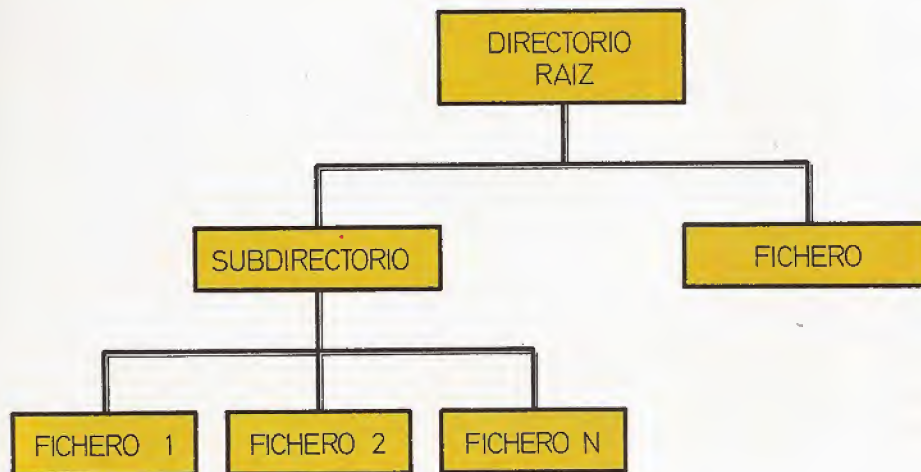 DIRECTORIO
RAIZ
SUBDIRECTORIO
FICHERO
FICHERO 1
FICHERO 2
FICHERO N